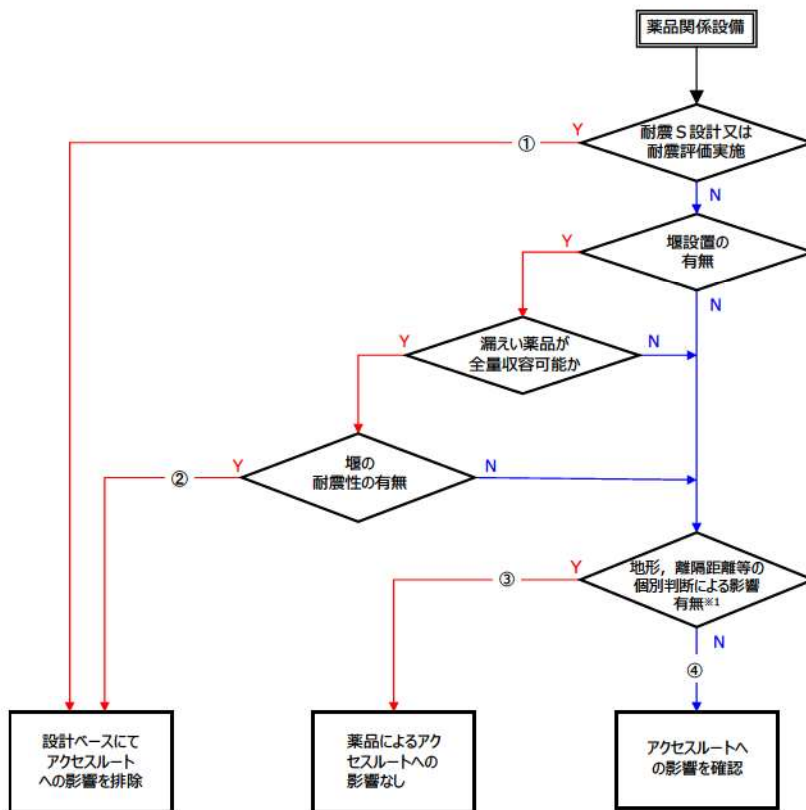 薬品関係設備
耐震S設計又は
耐震評価実施
Y
①
N
堰設置の
有無
Y
N
漏えい薬品が
全量収容可能か
Y
N
堰の
耐震性の有無
Y
②
N
地形，離隔距離等の
個別判断による影響
有無※1
Y
③
N
④
設計ベースにて
アクセスルート
への影響を排除
薬品によるアク
セスルートへの
影響なし
アクセスルートへ
の影響を確認